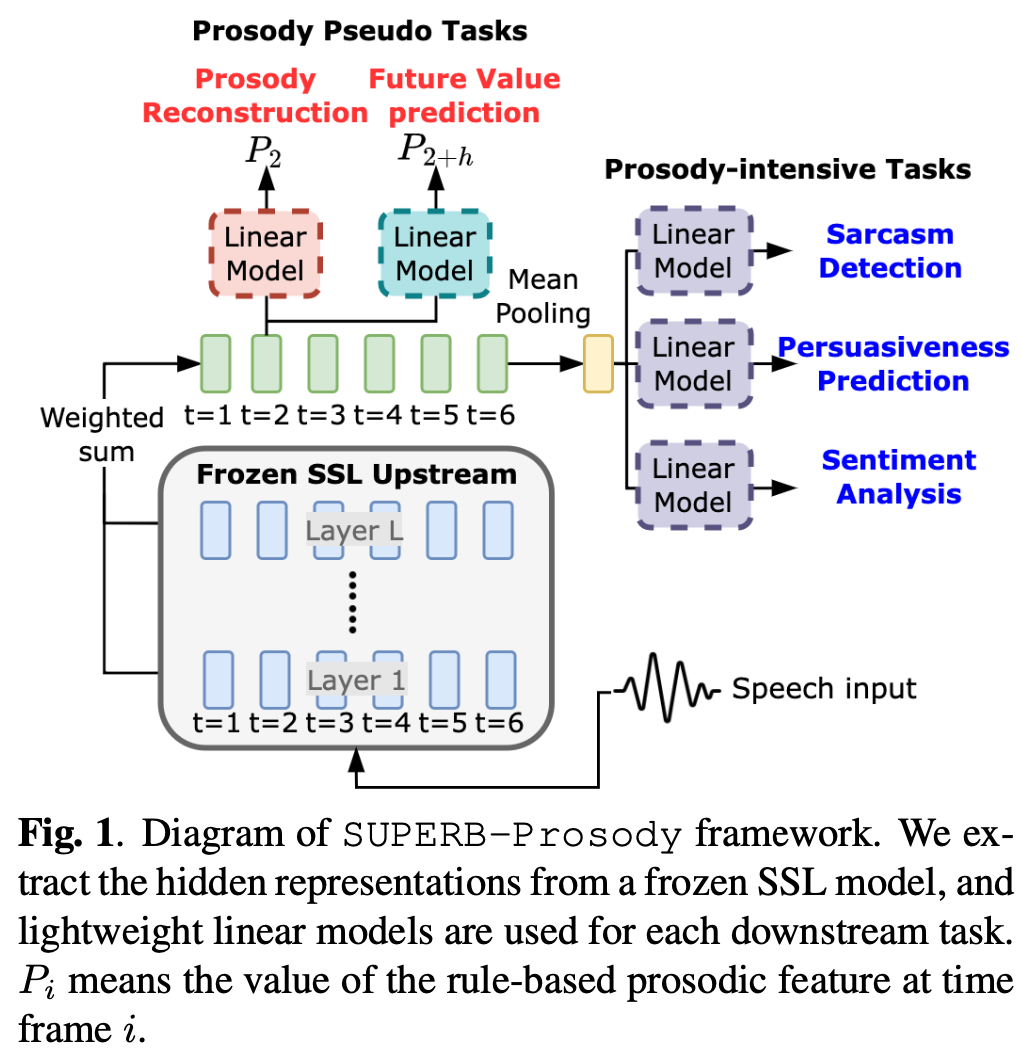 Prosody Pseudo Tasks
Prosody
Reconstruction
Future Value
prediction
P2
P2+h
Linear
Model
Linear
Model
Mean
Pooling
Prosody-intensive Tasks
Linear
Model
Sarcasm
Detection
Linear
Model
Persuasiveness
Prediction
Linear
Model
Sentiment
Analysis
Weighted
sum
t=1 t=2 t=3 t=4 t=5 t=6
Frozen SSL Upstream
Layer L
Layer 1
t=1 t=2 t=3 t=4 t=5 t=6
Speech input
Fig. 1. Diagram of SUPERB-Prosody framework. We ex-
tract the hidden representations from a frozen SSL model, and
lightweight linear models are used for each downstream task.
Pi means the value of the rule-based prosodic feature at time
frame i.